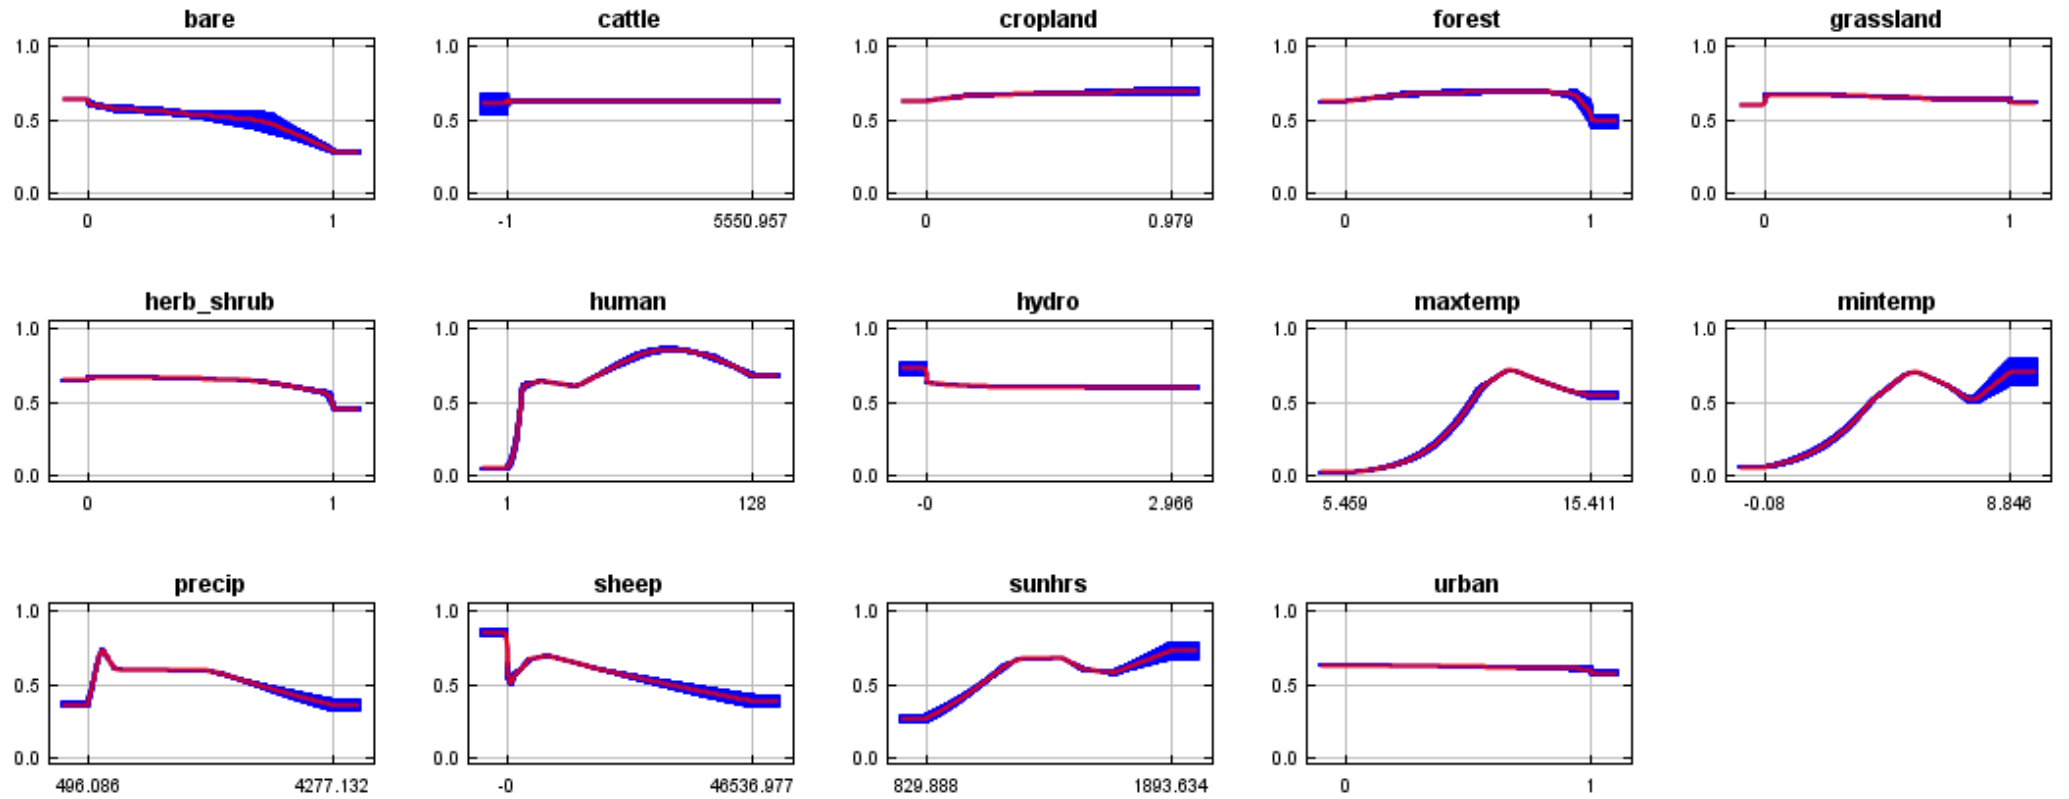 bare cattle cropland forest grassland
1.0 1.0 1.0 1.0 1.0
0.5 0.5 0.5 0.5 0.5
0.0 0.0 0.0 0.0 0.0
0 1 -1 5550.957 0 0.979 0 1 0 1
herb_shrub human hydro maxtemp mintemp
1.0 1.0 1.0 1.0 1.0
0.5 0.5 0.5 0.5 0.5
0.0 0.0 0.0 0.0 0.0
0 1 1 128 -0 2.966 5.459 15.411 -0.08 8.846
precip sheep sunhrs urban
1.0 1.0 1.0 1.0
0.5 0.5 0.5 0.5
0.0 0.0 0.0 0.0
496.086 4277.132 -0 46536.977 829.888 1893.634 0 1